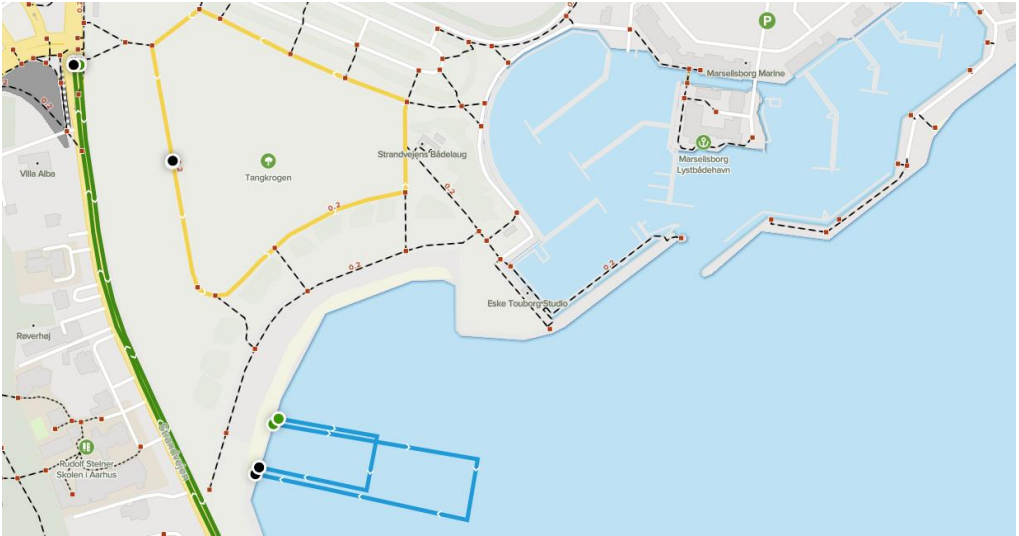 0.2
P
Marselisborg Marine
Strandvejens Bådelaug
Marselisborg
Lystbådehavn
0.2
Villa Alba
Tangkrogen
0.2
0.2
0.2
Eske Touborg Studio
Røverhøj
Strandvejen
Rudolf Steiner
Skolen i Aarhus